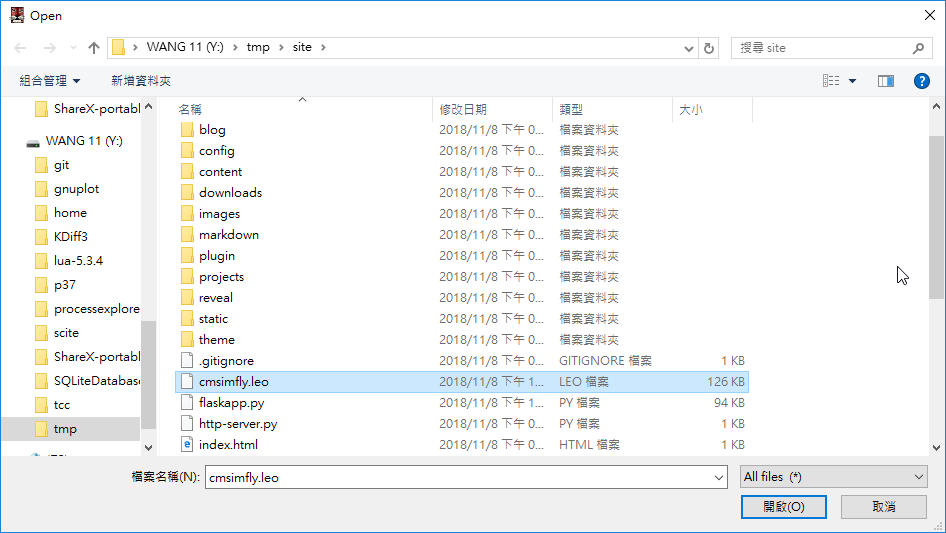 Open
WANG 11 (Y:) › tmp › site ›
搜尋 site
組合管理 新增資料夾
名稱 修改日期 類型 大小
ShareX-portabl
WANG 11 (Y:)
git
gnuplot
home
KDiff3
lua-5.3.4
p37
processexplore
scite
ShareX-portabl
SQLiteDatabas
tcc
tmp
blog 2018/11/8 下午 0... 檔案資料夾
config 2018/11/8 下午 0... 檔案資料夾
content 2018/11/8 下午 0... 檔案資料夾
downloads 2018/11/8 下午 0... 檔案資料夾
images 2018/11/8 下午 0... 檔案資料夾
markdown 2018/11/8 下午 0... 檔案資料夾
plugin 2018/11/8 下午 0... 檔案資料夾
projects 2018/11/8 下午 0... 檔案資料夾
reveal 2018/11/8 下午 0... 檔案資料夾
static 2018/11/8 下午 0... 檔案資料夾
theme 2018/11/8 下午 0... 檔案資料夾
.gitignore 2018/11/8 下午 0... GITIGNORE 檔案 1 KB
cmsimfly.leo 2018/11/8 下午 1... LEO 檔案 126 KB
flaskapp.py 2018/11/8 下午 1... PY 檔案 94 KB
http-server.py 2018/11/8 下午 0... PY 檔案 1 KB
index.html 2018/11/8 下午 0... HTML 檔案 1 KB
檔案名稱(N): cmsimfly.leo All files (*)
開啟(O) 取消